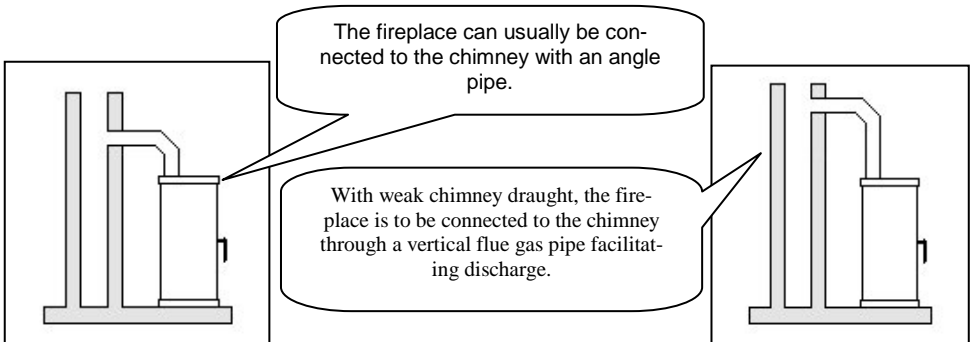 The fireplace can usually be con-
nected to the chimney with an angle
pipe.
With weak chimney draught, the fire-
place is to be connected to the chimney
through a vertical flue gas pipe facilitat-
ing discharge.